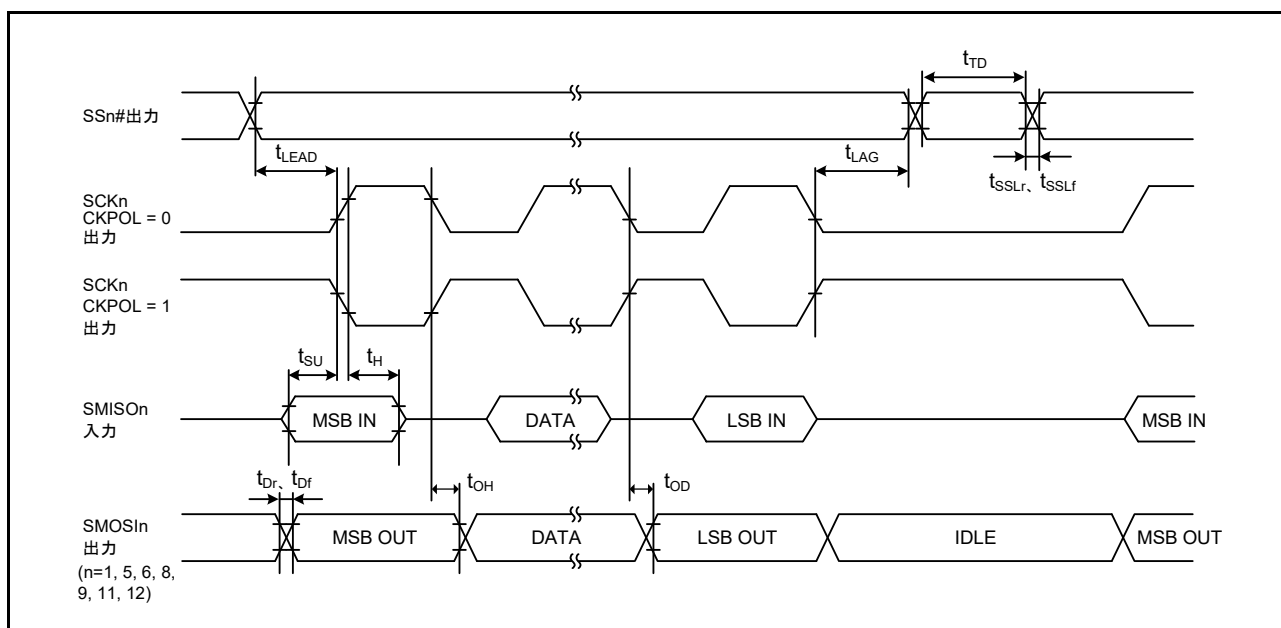 tTD
SSn#出力
tLEAD
tLAG
tSSLr、tSSLf
SCKn
CKPOL = 0
出力
SCKn
CKPOL = 1
出力
tSU
tH
SMISOn
入力
MSB IN
DATA
LSB IN
MSB IN
tDr、tDf
tOH
tOD
SMOSIn
出力
(n=1, 5, 6, 8,
9, 11, 12)
MSB OUT
DATA
LSB OUT
IDLE
MSB OUT